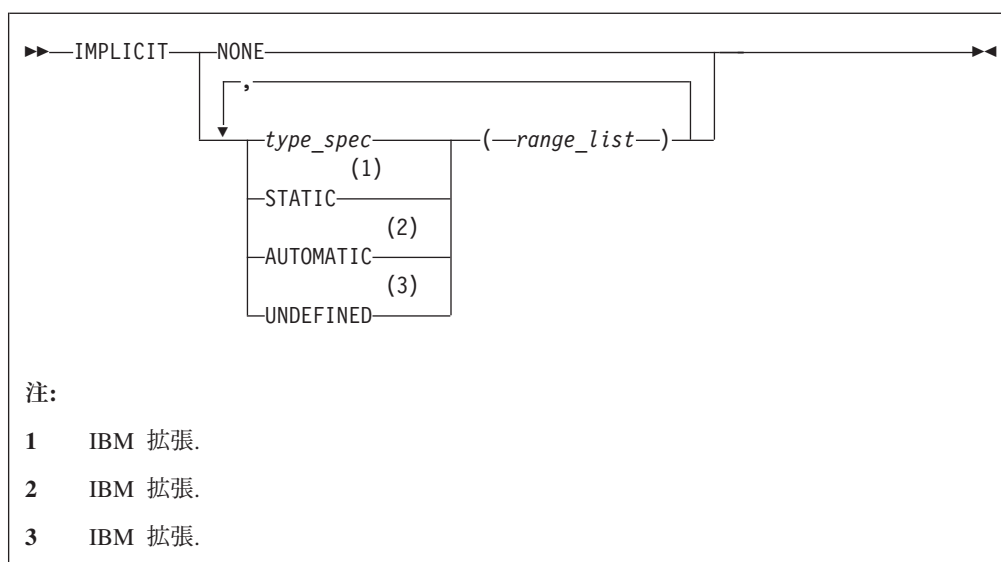 IMPLICIT NONE
,
type_spec ( range_list )
(1)
STATIC
(2)
AUTOMATIC
(3)
UNDEFINED
注:
1 IBM 拡張.
2 IBM 拡張.
3 IBM 拡張.